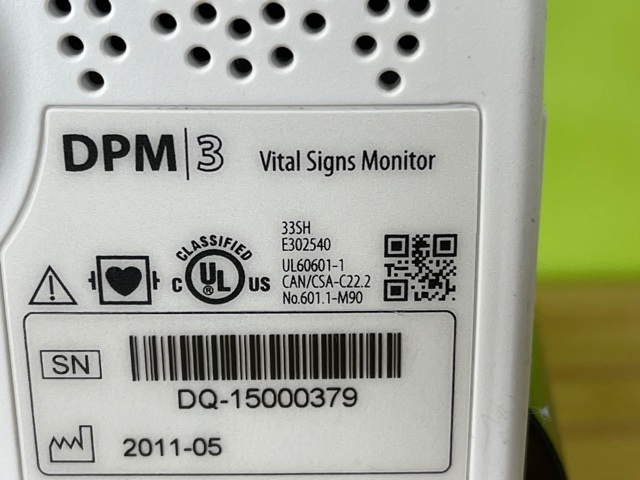 DPM|3 Vital Signs Monitor
33SH
E302540
CLASSIFIED
C UL US
®
UL60601-1
CAN/CSA-C22.2
No.601.1-M90
SN
DQ-15000379
2011-05